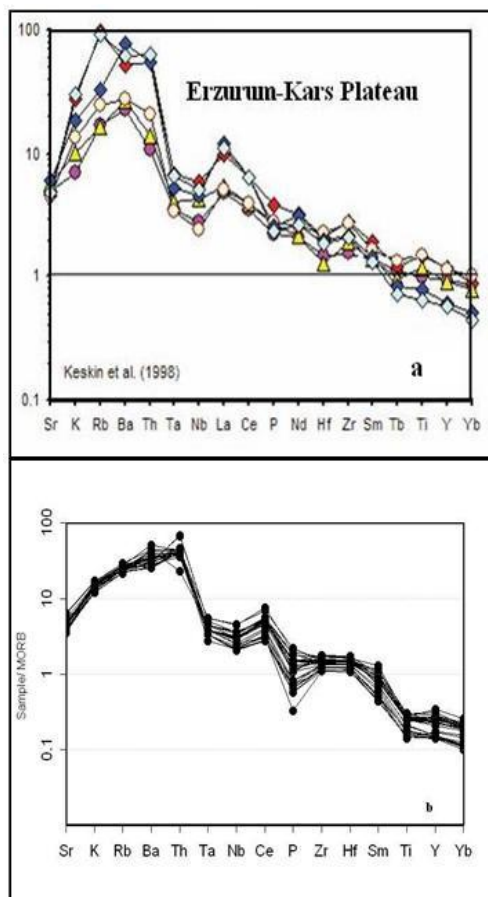 100
Erzurum-Kars Plateau
10
1
Keskin et al. (1998)
a
0.1
Sr K Rb Ba Th Ta Nb La Ce P Nd Hf Zr Sm Tb Ti Y Yb
100
10
Sample/ MORB
1
0.1
b
Sr K Rb Ba Th Ta Nb Ce P Zr Hf Sm Ti Y Yb